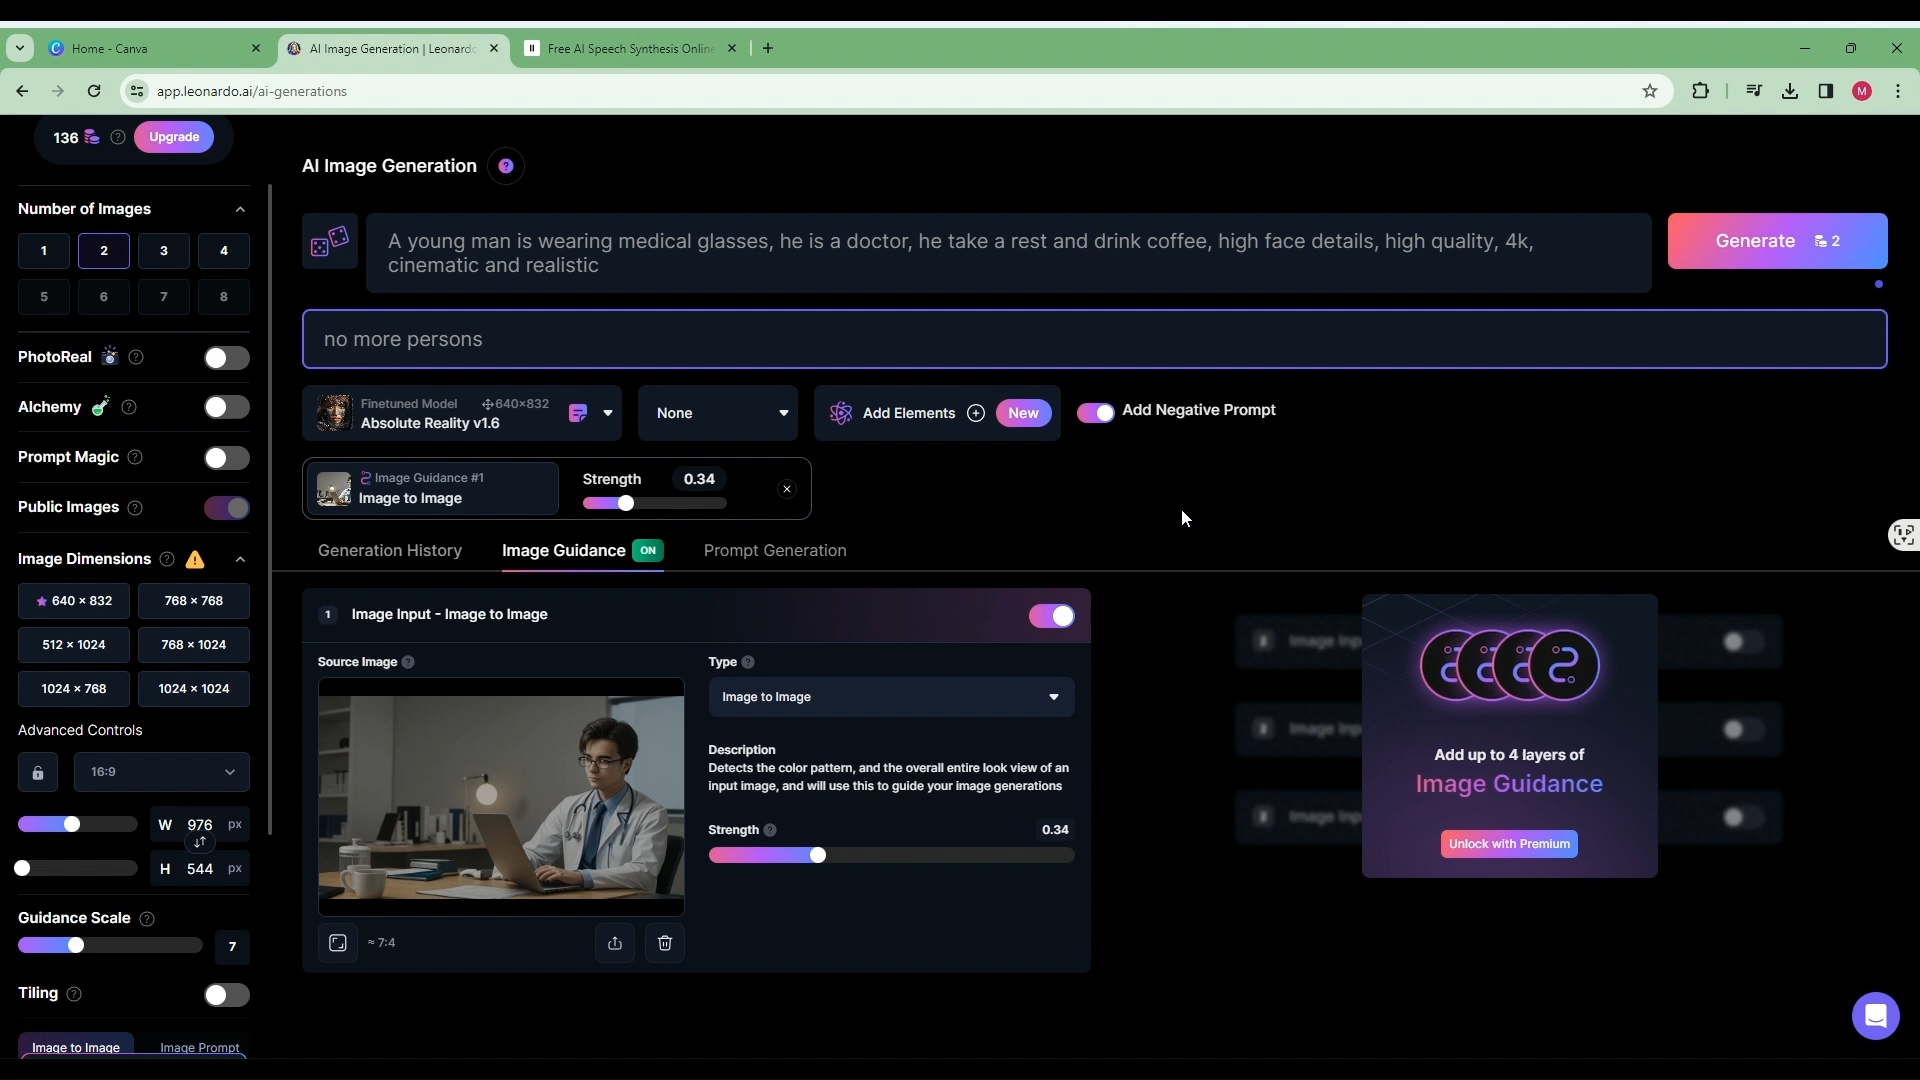 Home - Canva
AI Image Generation | Leonardo
Free AI Speech Synthesis Online
app.leonardo.ai/ai-generations
M
136
Upgrade
AI Image Generation
Number of Images
1
2
3
4
5
6
7
8
A young man is wearing medical glasses, he is a doctor, he take a rest and drink coffee, high face details, high quality, 4k,
cinematic and realistic
Generate 2
no more persons
PhotoReal
Alchemy
Prompt Magic
Public Images
Finetuned Model 640×832
Absolute Reality v1.6
None
Add Elements
New
Add Negative Prompt
Image Guidance #1
Image to Image
Strength 0.34
Generation History
Image Guidance ON
Prompt Generation
Image Dimensions
640 × 832
768 × 768
512 × 1024
768 × 1024
1024 × 768
1024 × 1024
Advanced Controls
16:9
W 976 px
H 544 px
Guidance Scale
7
Tiling
Image to Image
Image Prompt
1 Image Input - Image to Image
Source Image
Type
Image to Image
Description
Detects the color pattern, and the overall entire look view of an
input image, and will use this to guide your image generations
Strength 0.34
≈ 7:4
Add up to 4 layers of
Image Guidance
Unlock with Premium